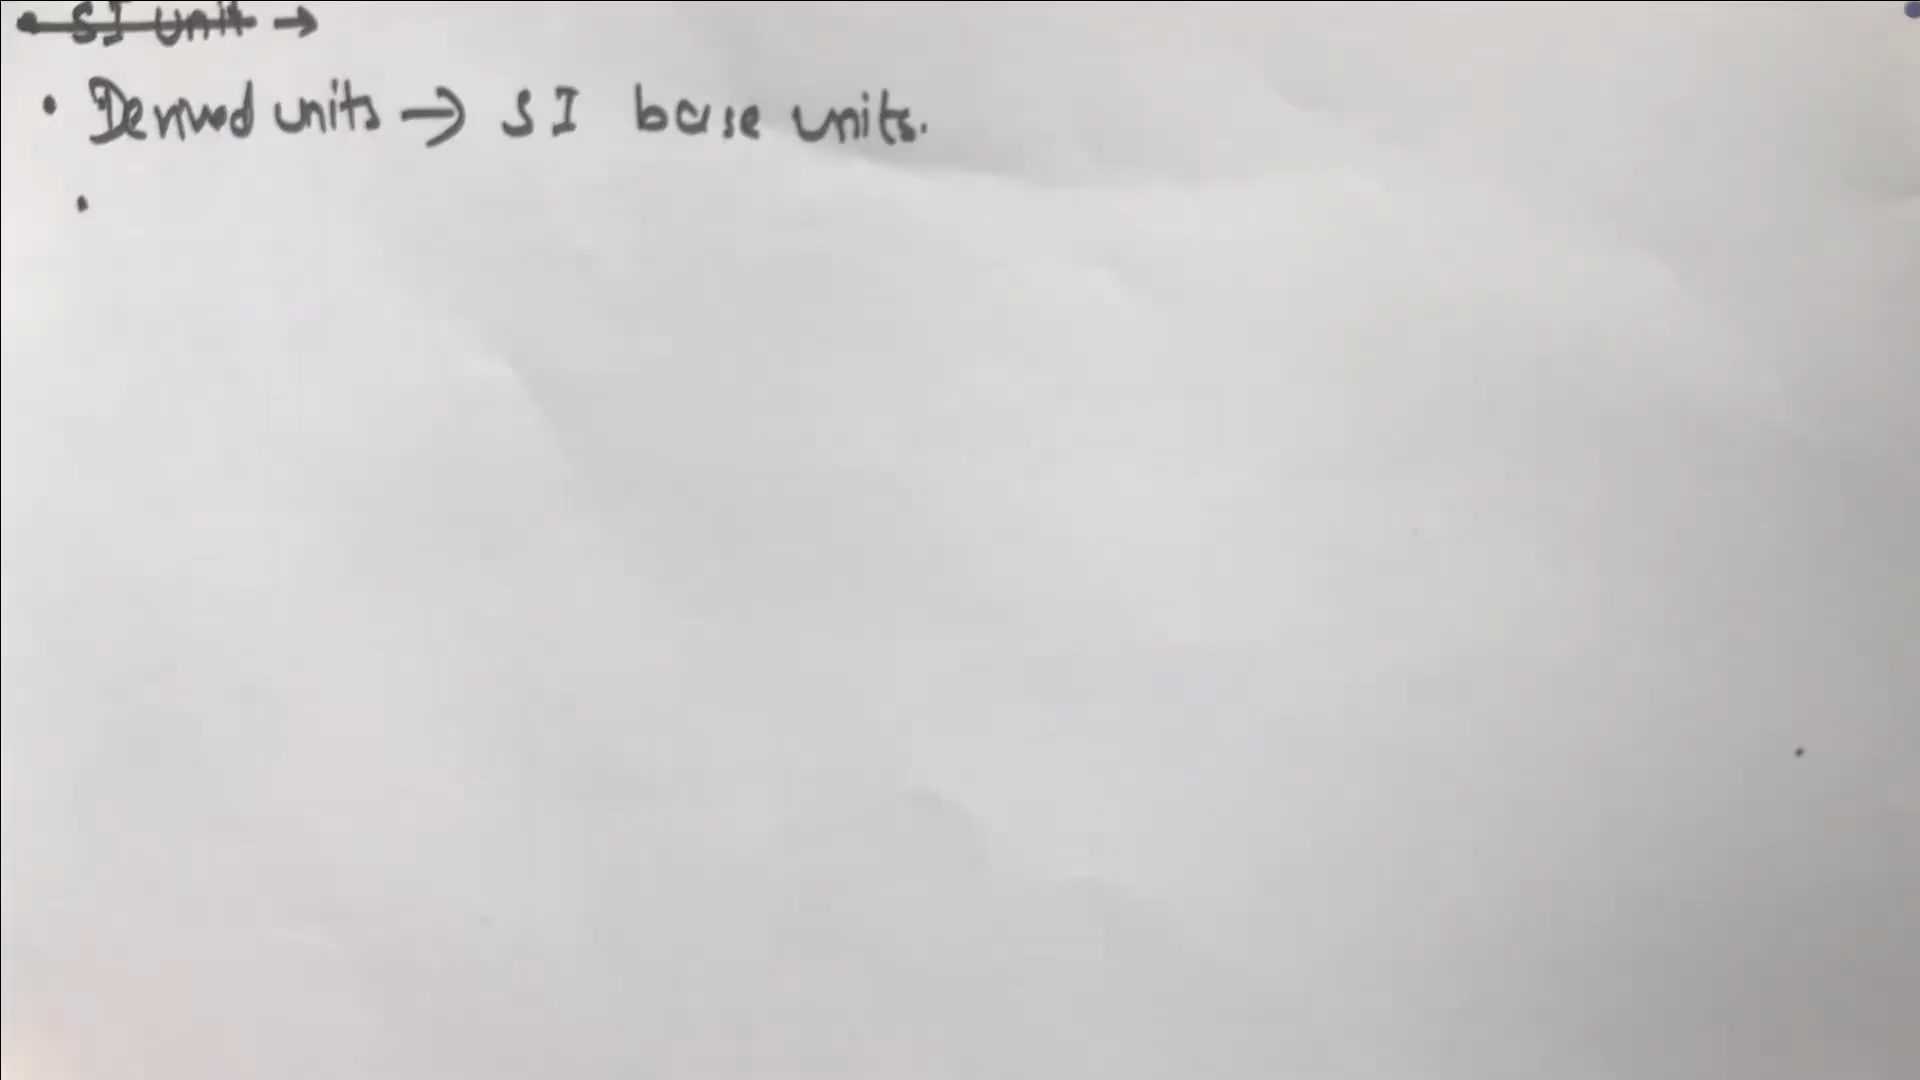 • SI unit →
• Derived units → SI base units.
•